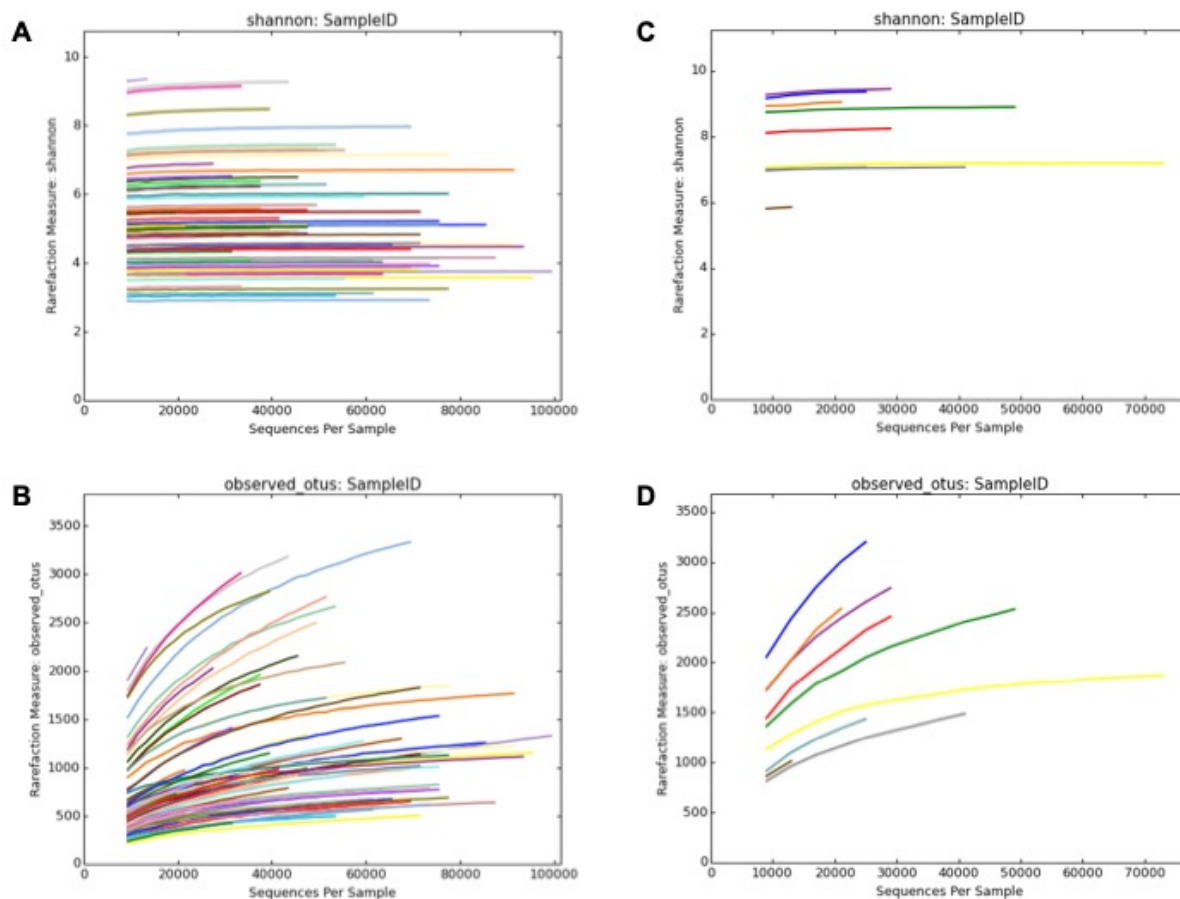 A
shannon: SampleID
Rarefaction Measure: shannon
10
8
6
4
2
0
0 20000 40000 60000 80000 100000
Sequences Per Sample
B
observed_otus: SampleID
Rarefaction Measure: observed_otus
3500
3000
2500
2000
1500
1000
500
0
0 20000 40000 60000 80000 100000
Sequences Per Sample
C
shannon: SampleID
Rarefaction Measure: shannon
10
8
6
4
2
0
0 10000 20000 30000 40000 50000 60000 70000
Sequences Per Sample
D
observed_otus: SampleID
Rarefaction Measure: observed_otus
3500
3000
2500
2000
1500
1000
500
0
0 10000 20000 30000 40000 50000 60000 70000
Sequences Per Sample